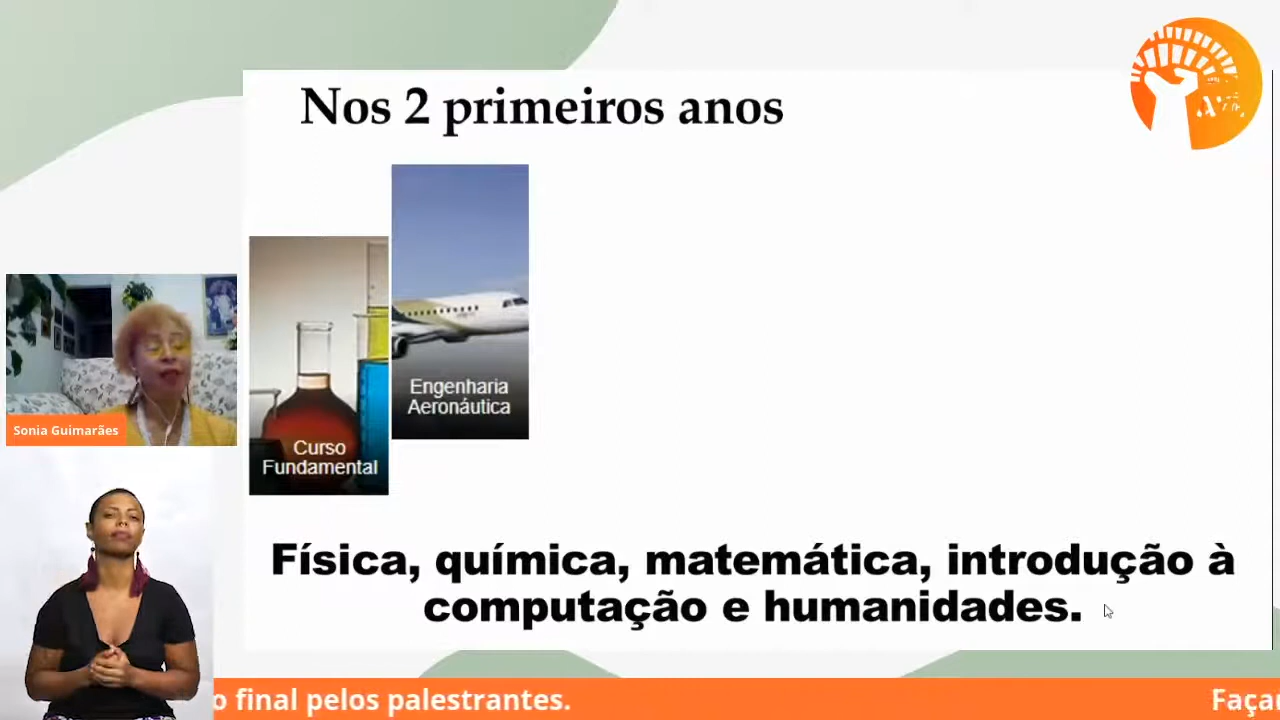 Nos 2 primeiros anos
Engenharia
Aeronáutica
Curso
Fundamental
Sonia Guimarães
Física, química, matemática, introdução à
computação e humanidades.
o final pelos palestrantes.